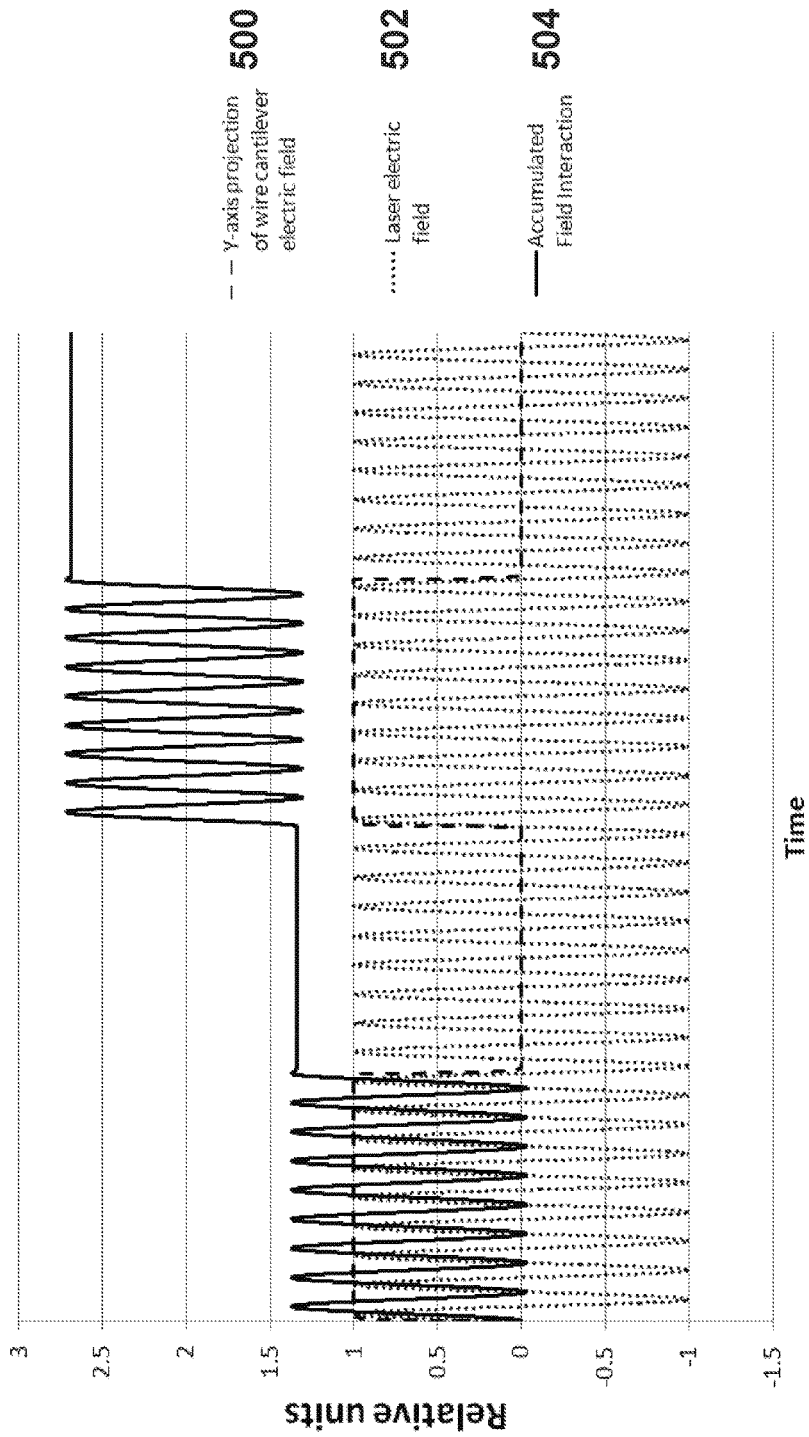 Relative units
3
2.5
2
1.5
1
0.5
0
-0.5
-1
-1.5
Time
Y-axis projection
of wire cantilever
electric field
500
Laser electric
field
502
Accumulated
Field Interaction
504